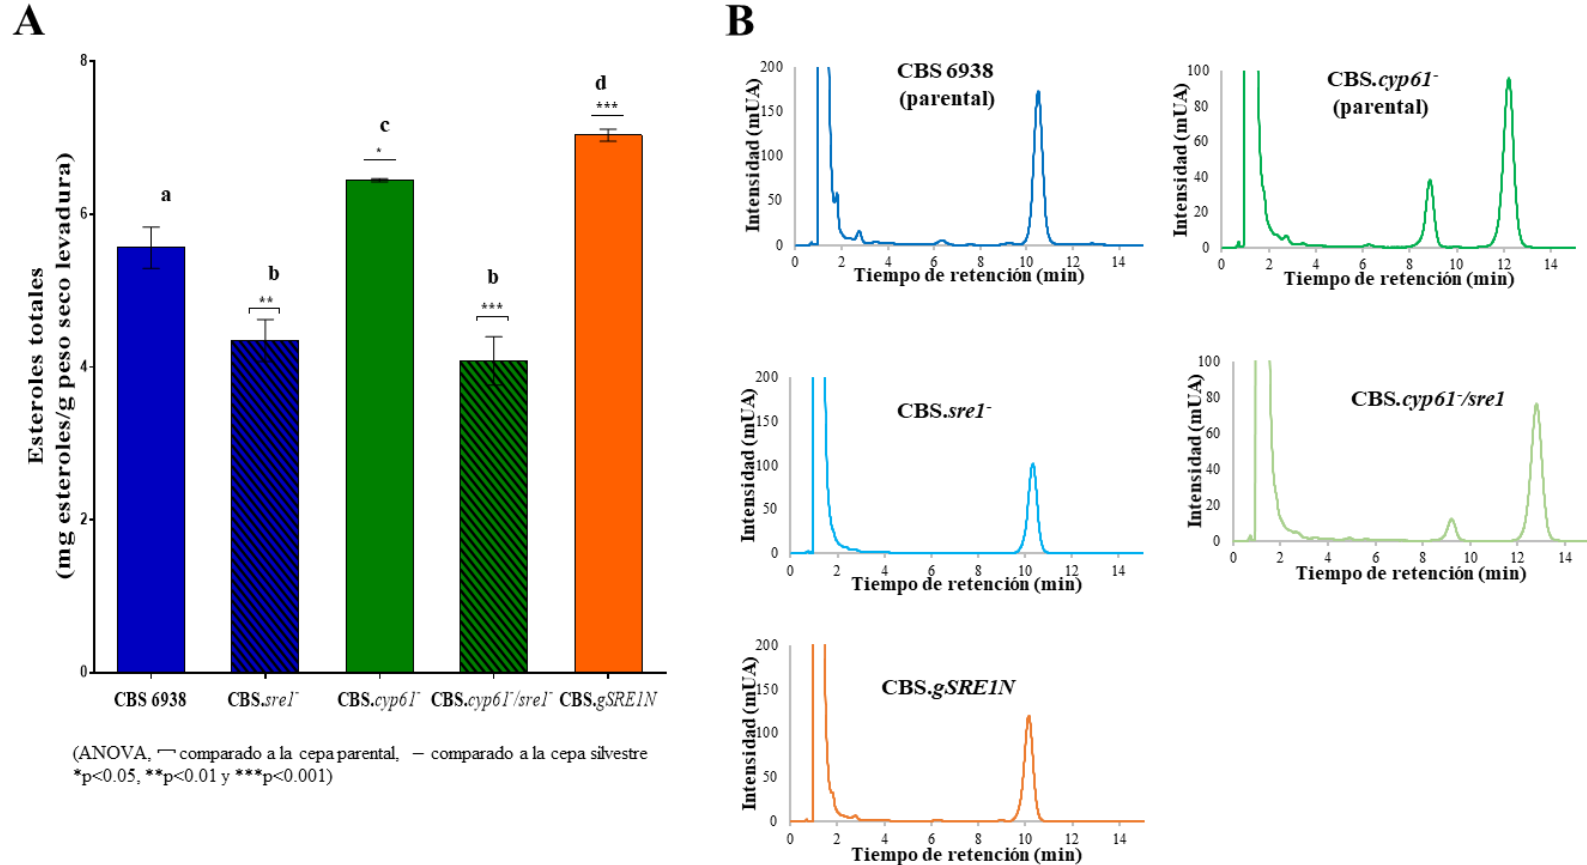 A
Esteroles totales
(mg esteroles/g peso seco levadura)
8
6
4
2
0
a
b
**
c
*
b
***
d
***
CBS 6938
CBS.sre1-
CBS.cyp61-
CBS.cyp61-/sre1-
CBS.gSRE1N
(ANOVA, comparado a la cepa parental, – comparado a la cepa silvestre
*p<0.05, **p<0.01 y ***p<0.001)
B
CBS 6938
(parental)
Intensidad (mUA)
200
150
100
50
0
0 2 4 6 8 10 12 14
Tiempo de retención (min)
CBS.cyp61-
(parental)
Intensidad (mUA)
100
80
60
40
20
0
0 2 4 6 8 10 12 14
Tiempo de retención (min)
CBS.sre1-
Intensidad (mUA)
200
150
100
50
0
0 2 4 6 8 10 12 14
Tiempo de retención (min)
CBS.cyp61-/sre1
Intensidad (mUA)
100
80
60
40
20
0
0 2 4 6 8 10 12 14
Tiempo de retención (min)
CBS.gSRE1N
Intensidad (mUA)
200
150
100
50
0
0 2 4 6 8 10 12 14
Tiempo de retención (min)